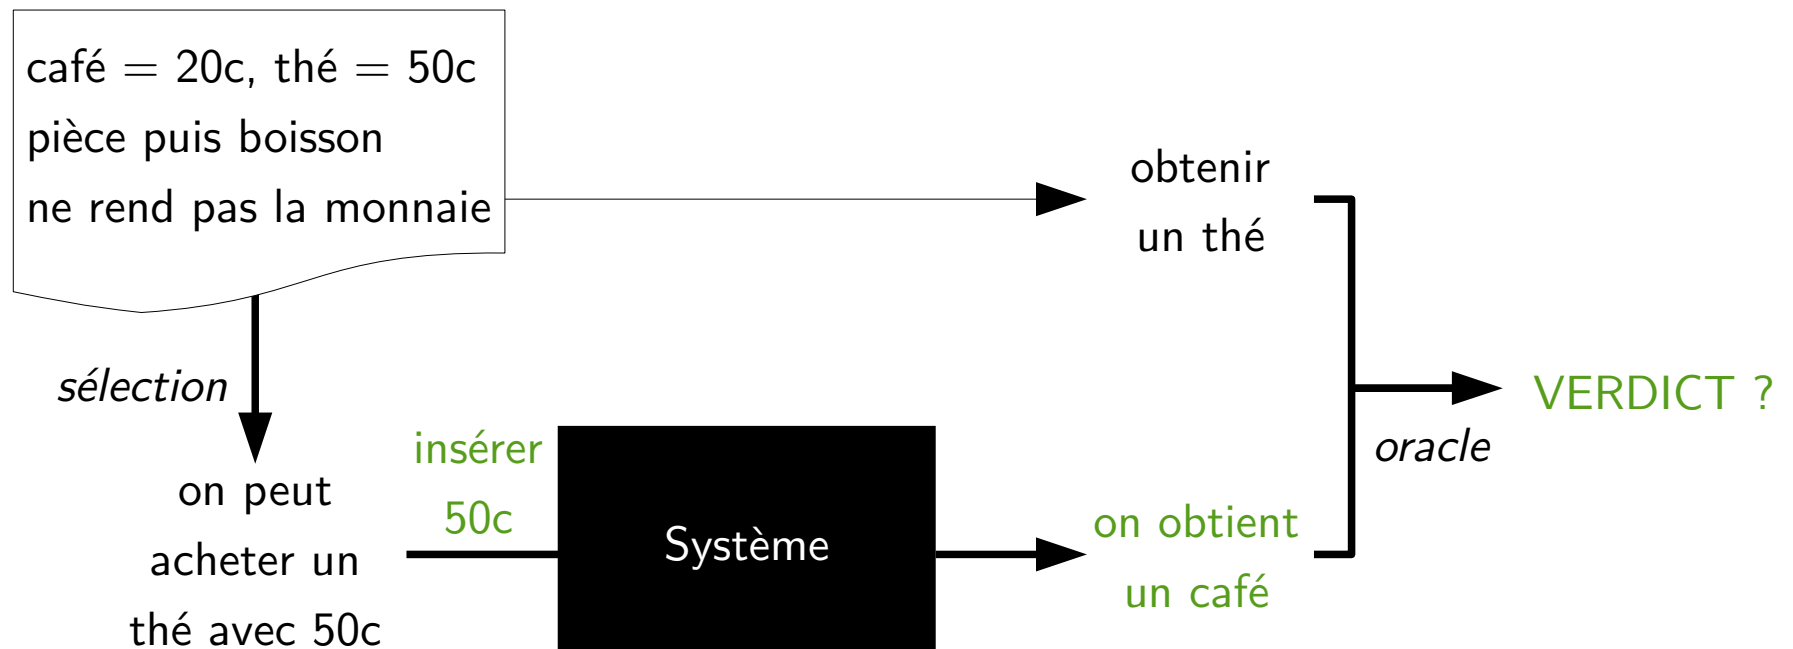 café = 20c, thé = 50c
pièce puis boisson
ne rend pas la monnaie
obtenir
un thé
sélection
VERDICT ?
oracle
insérer
50c
on peut
acheter un
thé avec 50c
Système
on obtient
un café